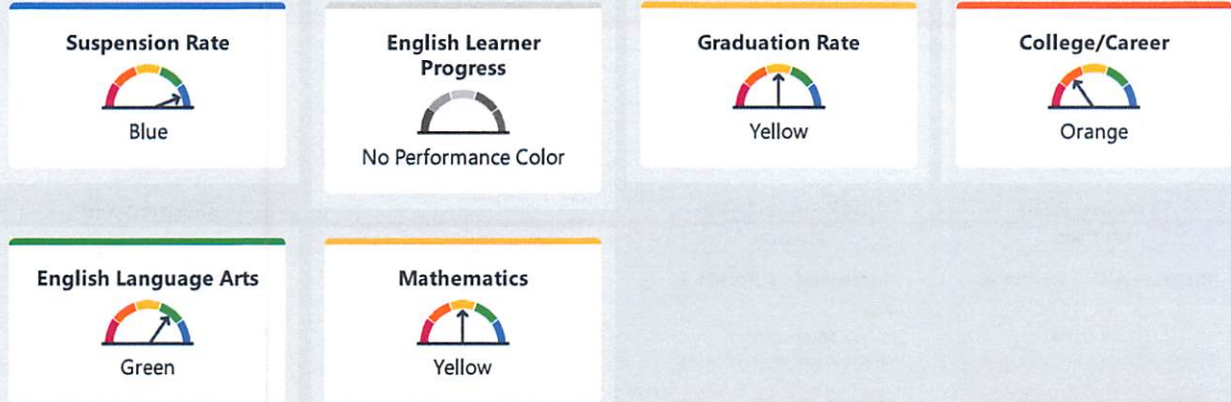 Suspension Rate
Blue
English Learner
Progress
No Performance Color
Graduation Rate
Yellow
College/Career
Orange
English Language Arts
Green
Mathematics
Yellow